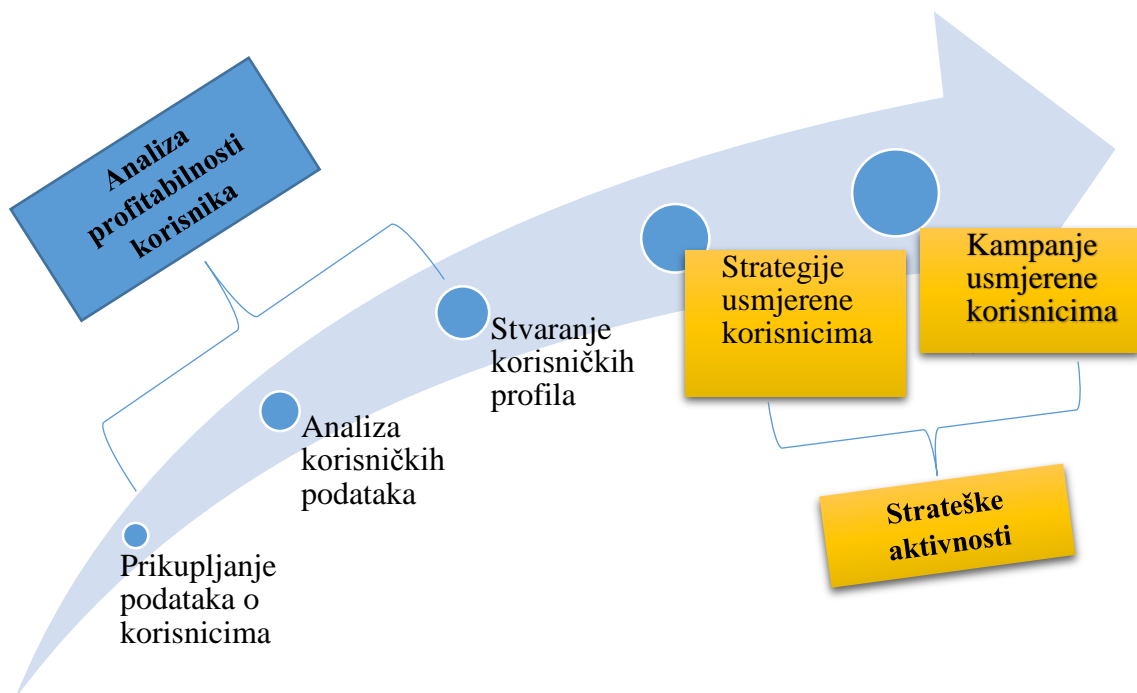 Analiza
profitabilnosti
korisnika
Prikupljanje
podataka o
korisnicima
Analiza
korisničkih
podataka
Stvaranje
korisničkih
profila
Strategije
usmjerene
korisnicima
Kampanje
usmjerene
korisnicima
Strateške
aktivnosti